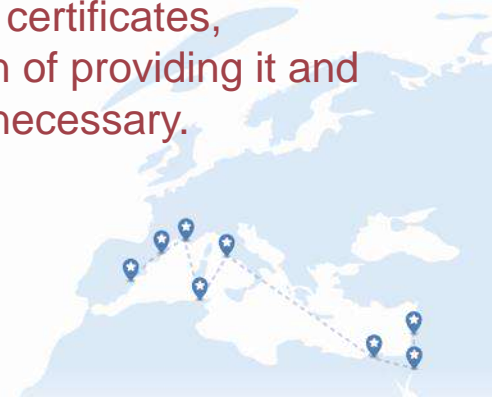 certificates,
of providing it and
necessary.